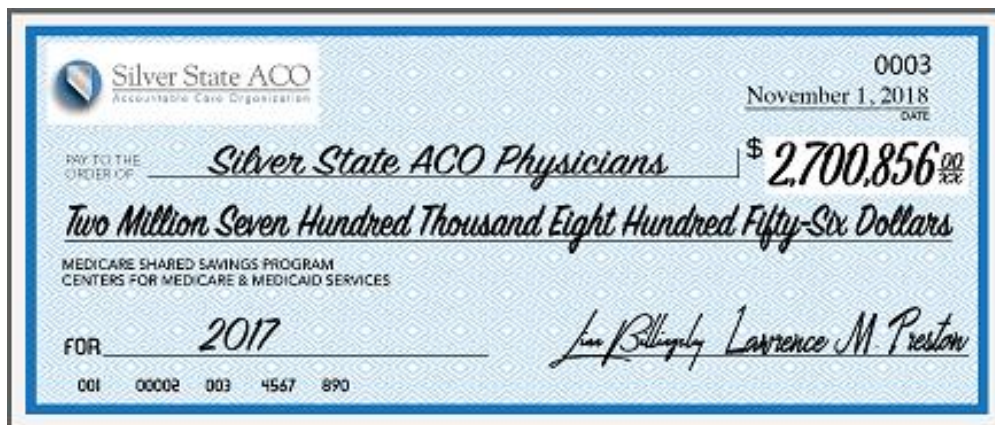 Silver State ACO
Accountable Care Organization
0003
November 1, 2018
DATE
PAY TO THE
ORDER OF Silver State ACO Physicians $ 2,700,856 00/xx
Two Million Seven Hundred Thousand Eight Hundred Fifty-Six Dollars
MEDICARE SHARED SAVINGS PROGRAM
CENTERS FOR MEDICARE & MEDICAID SERVICES
FOR 2017 Lawrence M. Preston
001 00002 003 4567 890